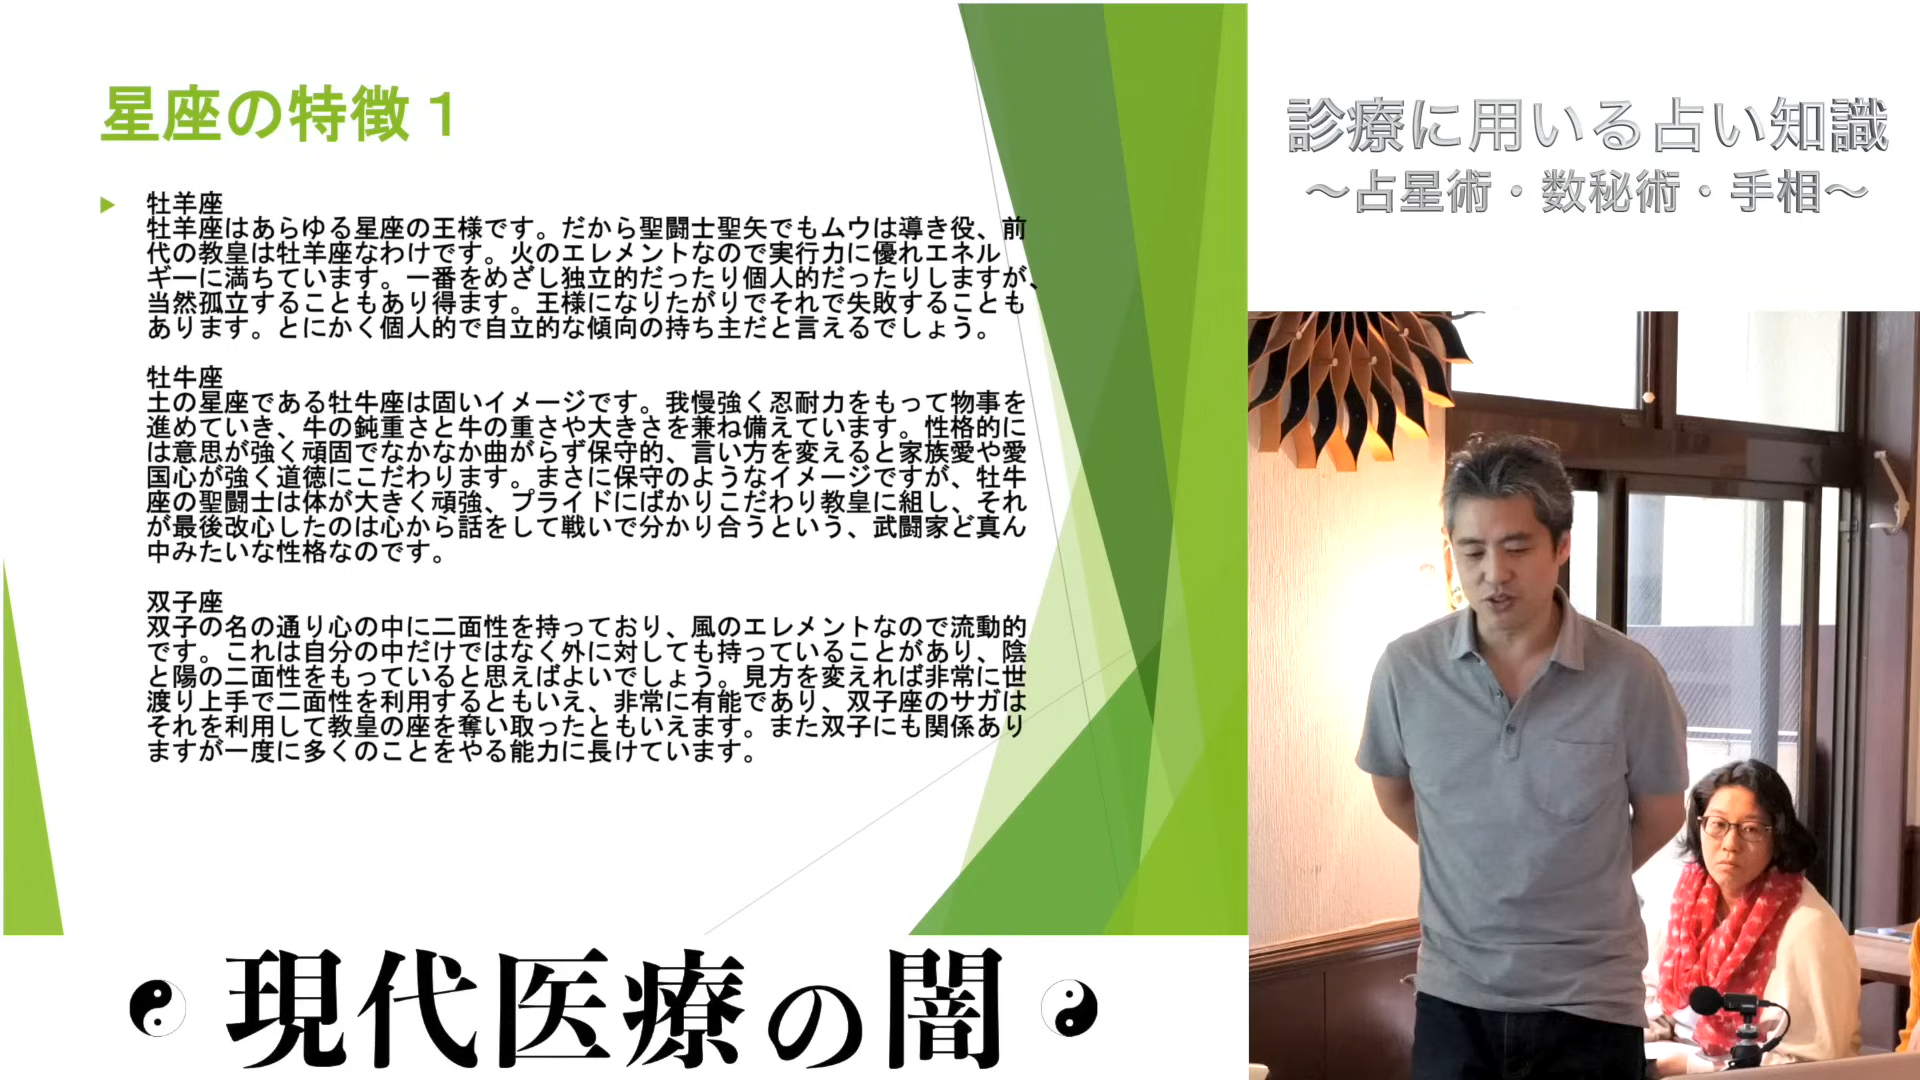 星座の特徴１
牡羊座
牡羊座はあらゆる星座の王様です。だから聖闘士聖矢でもムウは導き役、前
代の教皇は牡羊座なわけです。火のエレメントなので実行力に優れエネル
ギーに満ちています。一番をめざし独立的だったり個人的だったりしますが、
当然孤立することもあり得ます。王様になりたがりでそれで失敗することも
あります。とにかく個人的で自立的な傾向の持ち主だと言えるでしょう。
牡牛座
土の星座である牡牛座は固いイメージです。我慢強く忍耐力をもって物事を
進めていき、牛の鈍重さと牛の重さや大きさを兼ね備えています。性格的に
は意思が強く頑固でなかなか曲がらず保守的、言い方を変えると家族愛や愛
国心が強く道徳にこだわります。まさに保守のようなイメージですが、牡牛
座の聖闘士は体が大きく頑強、プライドにばかりこだわり教皇に組し、それ
が最後改心したのは心から話をして戦いで分かり合うという、武闘家ど真ん
中みたいな性格なのです。
双子座
双子の名の通り心の中に二面性を持っており、風のエレメントなので流動的
です。これは自分の中だけではなく外に対しても持っていることがあり、陰
と陽の二面性をもっていると思えばよいでしょう。見方を変えれば非常に世
渡り上手で二面性を利用するともいえ、非常に有能であり、双子座のサガは
それを利用して教皇の座を奪い取ったともいえます。また双子にも関係あり
ますが一度に多くのことをやる能力に長けています。
診療に用いる占い知識
～占星術・数秘術・手相～
現代医療の闇